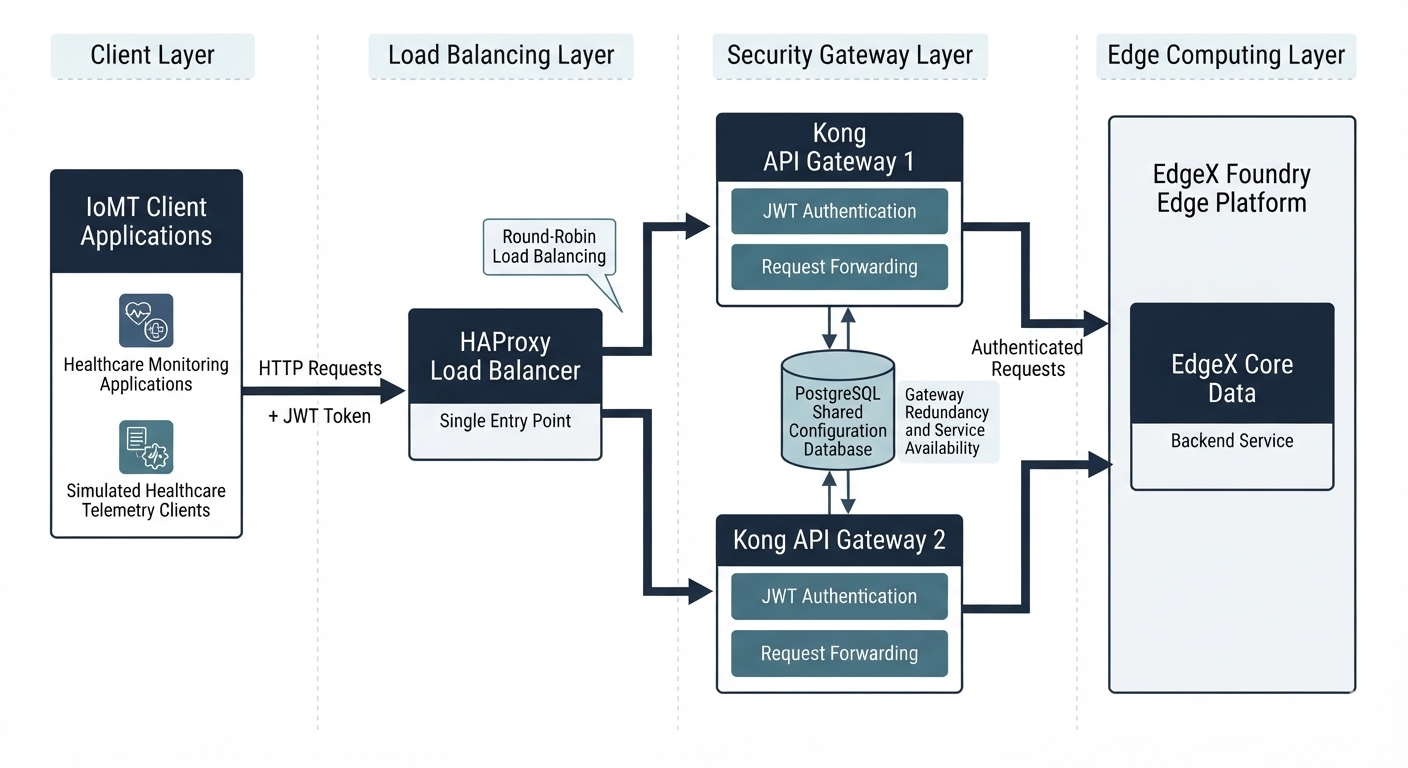 Client Layer
Load Balancing Layer
Security Gateway Layer
Edge Computing Layer
IoMT Client
Applications
Healthcare Monitoring
Applications
Simulated Healthcare
Telemetry Clients
HTTP Requests
+ JWT Token
Round-Robin
Load Balancing
HAProxy
Load Balancer
Single Entry Point
Kong
API Gateway 1
JWT Authentication
Request Forwarding
PostgreSQL
Shared
Configuration
Database
Gateway
Redundancy
and Service
Availability
Kong API Gateway 2
JWT Authentication
Request Forwarding
Authenticated
Requests
EdgeX Foundry
Edge Platform
EdgeX Core
Data
Backend Service